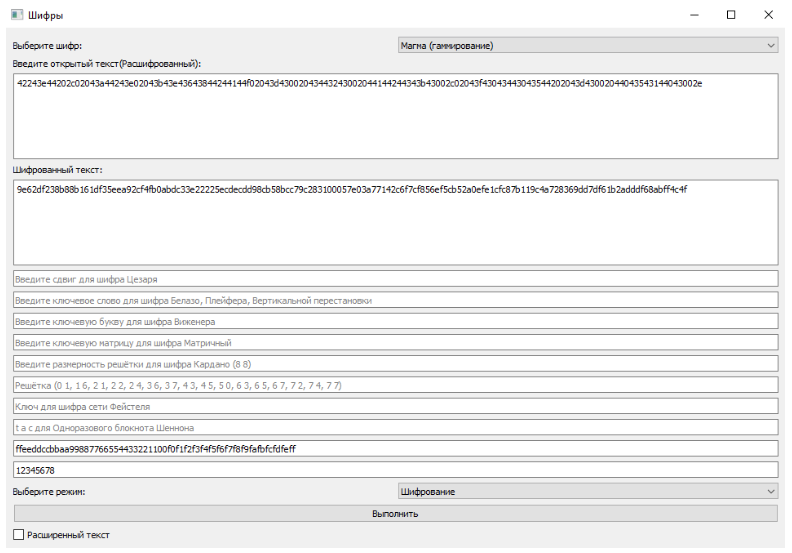 Шифры
Выберите шифр: Магма (гаммирование)
Введите открытый текст(Расшифрованный):
42243e44202c02043a44243e02043b43e43643844244144f02043d43002043443243002044144244343b43002c02043f43043443043544202043d43002044043543144043002e
Шифрованный текст:
9e62df238b88b161df35eea92cf4fb0abdc33e22225ecdecdd98cb58bcc79c283100057e03a77142c6f7cf856ef5cb52a0efe1cfc87b119c4a728369dd7df61b2adddf68abff4c4f
Введите сдвиг для шифра Цезаря
Введите ключевое слово для шифра Белазо, Плейфера, Вертикальной перестановки
Введите ключевую букву для шифра Виженера
Введите ключевую матрицу для шифра Матричный
Введите размерность решётки для шифра Кардано (8 8)
Решётка (0 1, 1 6, 2 1, 2 2, 2 4, 3 6, 3 7, 4 3, 4 5, 5 0, 6 3, 6 5, 6 7, 7 2, 7 4, 7 7)
Ключ для шифра сети Фейстеля
t a c для Одноразового блокнота Шеннона
ffeeddccbbaa99887766554433221100f0f1f2f3f4f5f6f7f8f9fafbfcfdfeff
12345678
Выберите режим: Шифрование
Выполнить
Расширенный текст